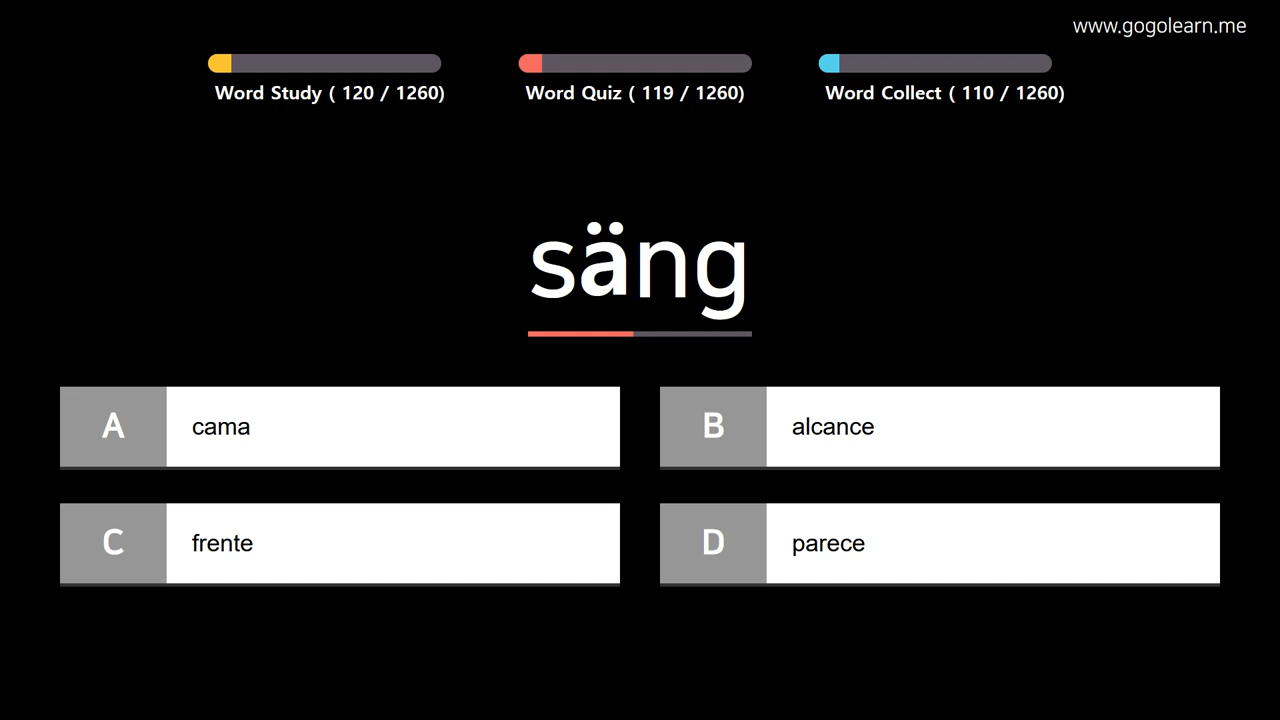 www.gogolearn.me
Word Study ( 120 / 1260)
Word Quiz ( 119 / 1260)
Word Collect ( 110 / 1260)
säng
A cama
B alcance
C frente
D parece